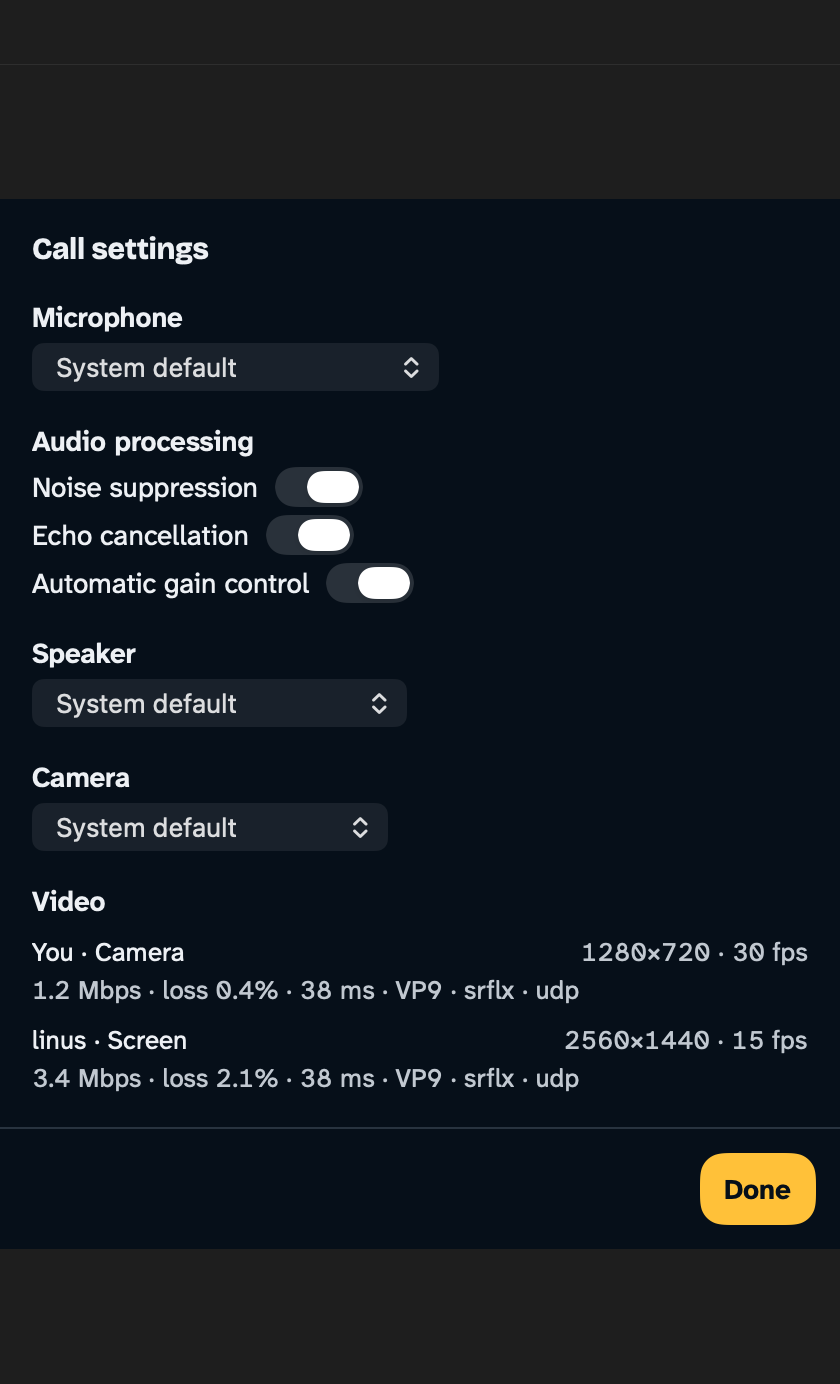 Call settings
Microphone
System default
Audio processing
Noise suppression
Echo cancellation
Automatic gain control
Speaker
System default
Camera
System default
Video
You · Camera 1280×720 · 30 fps
1.2 Mbps · loss 0.4% · 38 ms · VP9 · srflx · udp
linus · Screen 2560×1440 · 15 fps
3.4 Mbps · loss 2.1% · 38 ms · VP9 · srflx · udp
Done